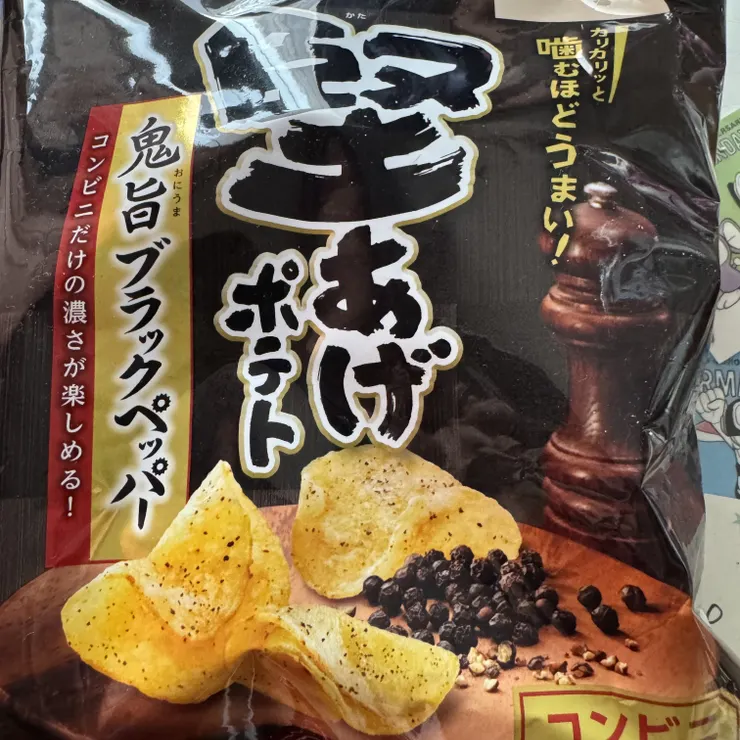 カリカリッと
噛むほどうまい!
かた
堅あげ
ポテト
おにうま
鬼旨ブラックペッパー
コンビニだけの濃さが楽しめる!
コンビニ